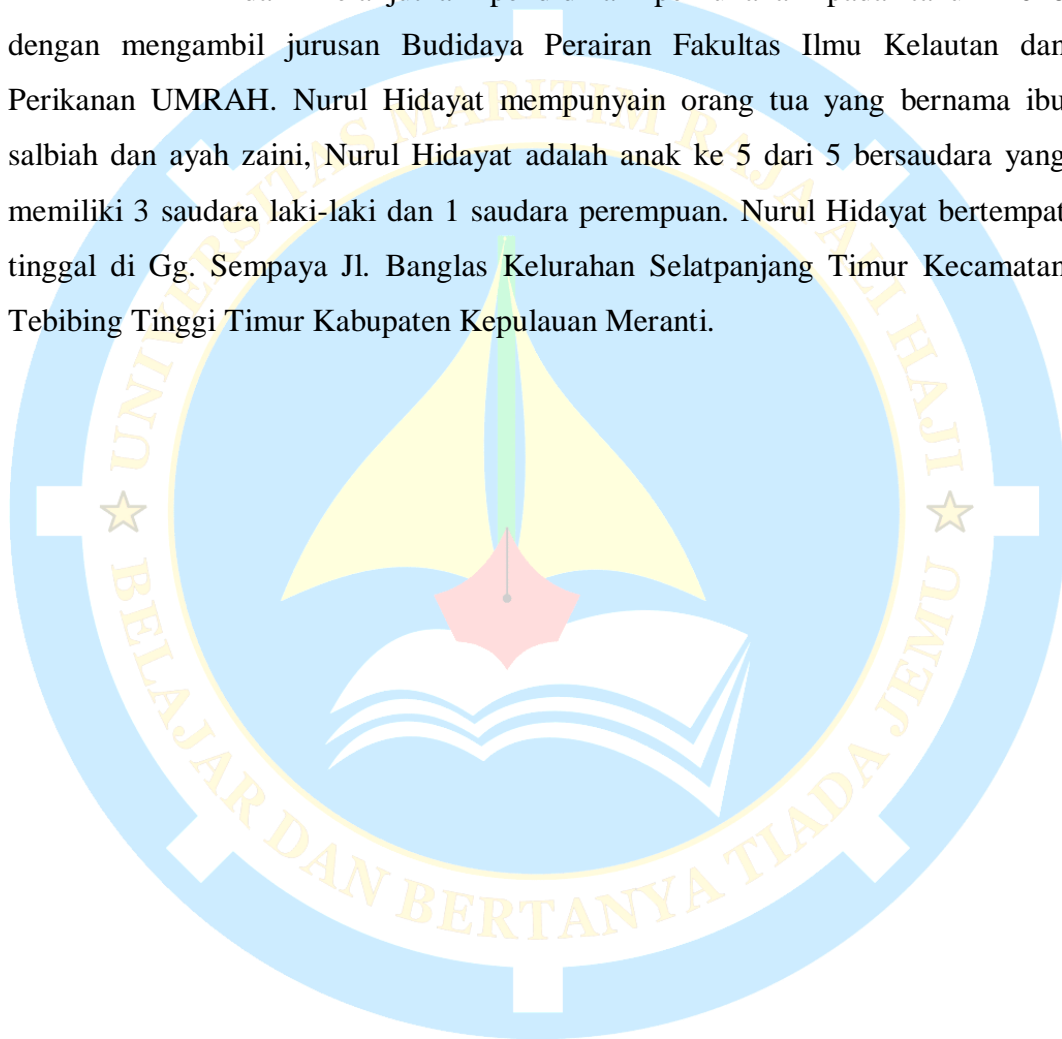 dengan mengambil jurusan Budidaya Perairan Fakultas Ilmu Kelautan dan
Perikanan UMRAH. Nurul Hidayat mempunyain orang tua yang bernama ibu
salbiah dan ayah zaini, Nurul Hidayat adalah anak ke 5 dari 5 bersaudara yang
memiliki 3 saudara laki-laki dan 1 saudara perempuan. Nurul Hidayat bertempat
tinggal di Gg. Sempaya Jl. Banglas Kelurahan Selatpanjang Timur Kecamatan
Tebibing Tinggi Timur Kabupaten Kepulauan Meranti.
UNIVERSITAS MARITIM RAJA ALI HAJI
BELAJAR DAN BERTANYA TIADA JEMU